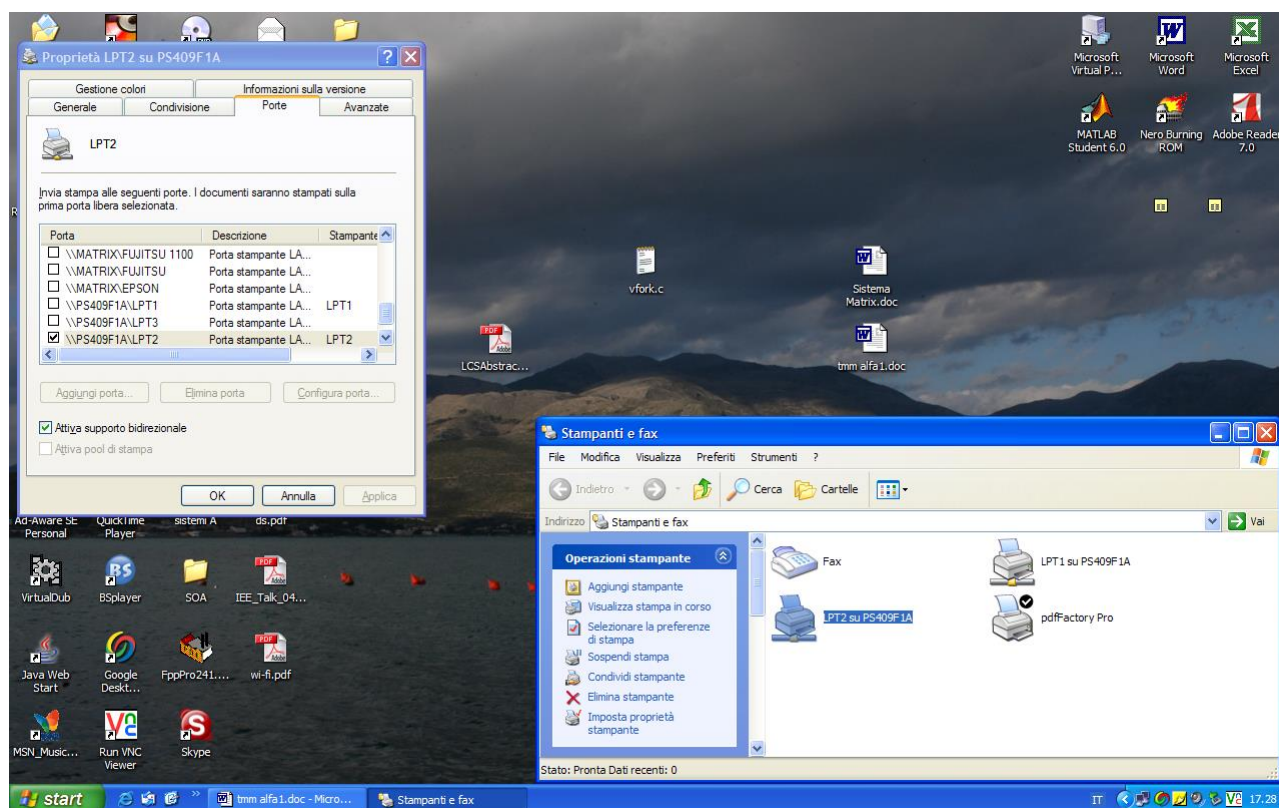 Proprietà LPT2 su PS409F1A
Gestione colori
Informazioni sulla versione
Generale
Condivisione
Porte
Avanzate
LPT2
Invia stampa alle seguenti porte. I documenti saranno stampati sulla
prima porta libera selezionata.
Porta Descrizione Stampante
\\MATRIX\FUJITSU 1100 Porta stampante LA...
\\MATRIX\FUJITSU Porta stampante LA...
\\MATRIX\EPSON Porta stampante LA...
\\PS409F1A\LPT1 Porta stampante LA... LPT1
\\PS409F1A\LPT3 Porta stampante LA...
\\PS409F1A\LPT2 Porta stampante LA... LPT2
Aggiungi porta...
Elimina porta
Configura porta...
Attiva supporto bidirezionale
Attiva pool di stampa
OK
Annulla
Applica
Microsoft
Virtual P...
Microsoft
Word
Microsoft
Excel
MATLAB
Student 6.0
Nero Burning
ROM
Adobe Reader
7.0
vfork.c
Sistema
Matrix.doc
LCSAbstrac...
tmm alfa1.doc
Ad-Aware SE
Personal
QuickTime
Player
sistemi A
ds.pdf
VirtualDub
BSplayer
SOA
IEE_Talk_04...
Java Web
Start
Google
Deskt...
FppPro241....
wi-fi.pdf
MSN_Music...
Run VNC
Viewer
Skype
Stampanti e fax
File Modifica Visualizza Preferiti Strumenti ?
Indietro
Cerca
Cartelle
Indirizzo
Stampanti e fax
Vai
Operazioni stampante
Aggiungi stampante
Visualizza stampa in corso
Selezionare la preferenze
di stampa
Sospendi stampa
Condividi stampante
Elimina stampante
Imposta proprietà
stampante
Fax
LPT1 su PS409F1A
LPT2 su PS409F1A
pdfFactory Pro
Stato: Pronta Dati recenti: 0
start
tmm alfa1.doc - Micro...
Stampanti e fax
IT
17.28